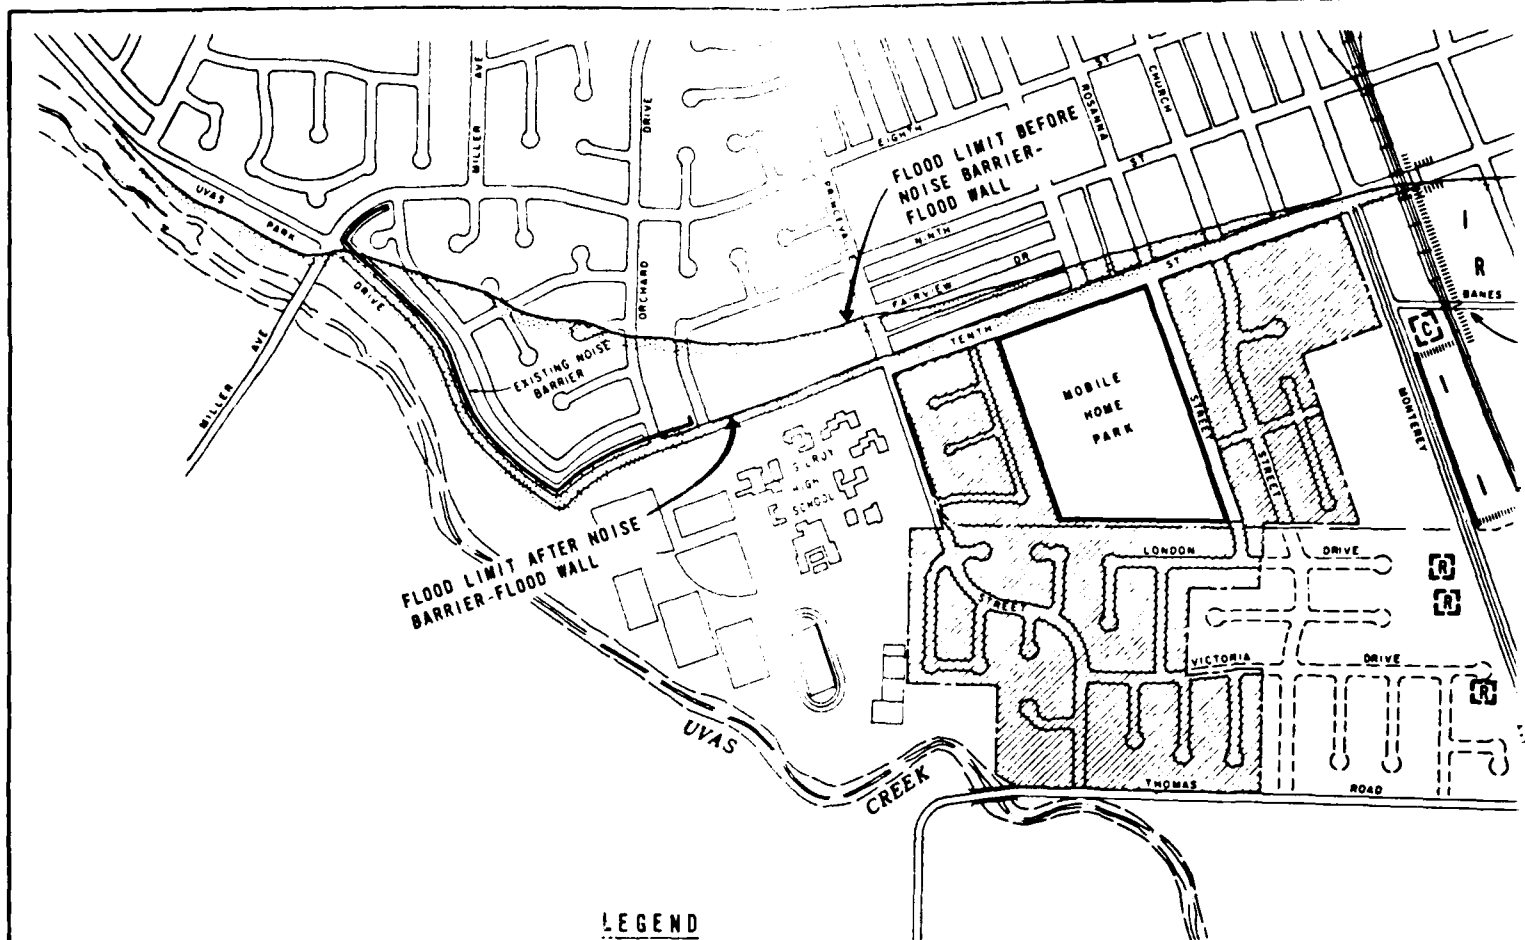 MILLER AVE
DRIVE
EIGHTH
ST
ROSANNA
CHURCH
ST
FLOOD LIMIT BEFORE
NOISE BARRIER-
FLOOD WALL
UVAS
PARK
DRIVE
ORCHARD
NINTH
FAIRVIEW
DR
TENTH
ST
I
R
BANES
C
EXISTING NOISE
BARRIER
MILLER
AVE
MOBILE
HOME
PARK
STREET
STREET
MONTEREY
I
I
GILROY
HIGH
SCHOOL
FLOOD LIMIT AFTER NOISE
BARRIER-FLOOD WALL
LONDON
DRIVE
R
R
STREET
VICTORIA
DRIVE
R
UVAS
CREEK
THOMAS
ROAD
LEGEND